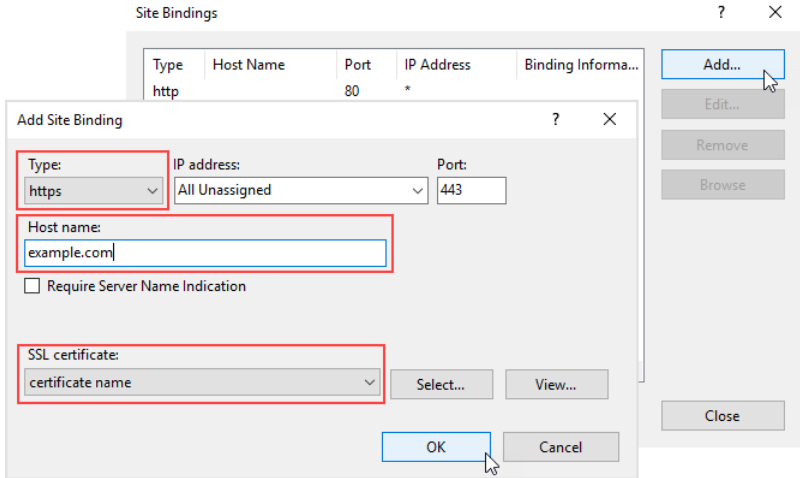 Site Bindings
?
Type Host Name Port IP Address Binding Informa...
http 80 *
Add...
Edit...
Remove
Browse
Close
Add Site Binding
?
Type: IP address: Port:
https All Unassigned 443
Host name:
example.com
Require Server Name Indication
SSL certificate:
certificate name Select... View...
OK Cancel